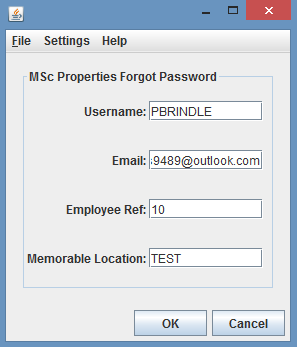 File Settings Help
MSc Properties Forgot Password
Username: PBRINDLE
Email: 9489@outlook.com
Employee Ref: 10
Memorable Location: TEST
OK Cancel